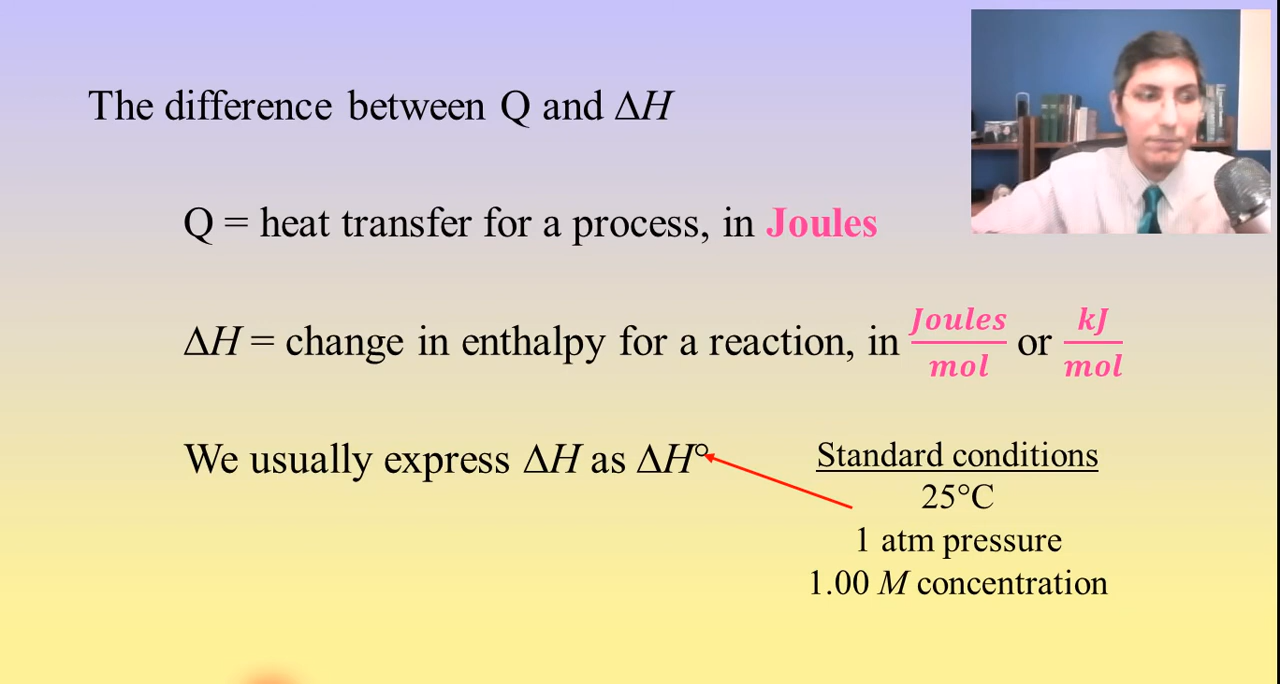 The difference between Q and ΔH
Q = heat transfer for a process, in Joules
ΔH = change in enthalpy for a reaction, in Joules/mol or kJ/mol
We usually express ΔH as ΔH°
Standard conditions
25°C
1 atm pressure
1.00 M concentration